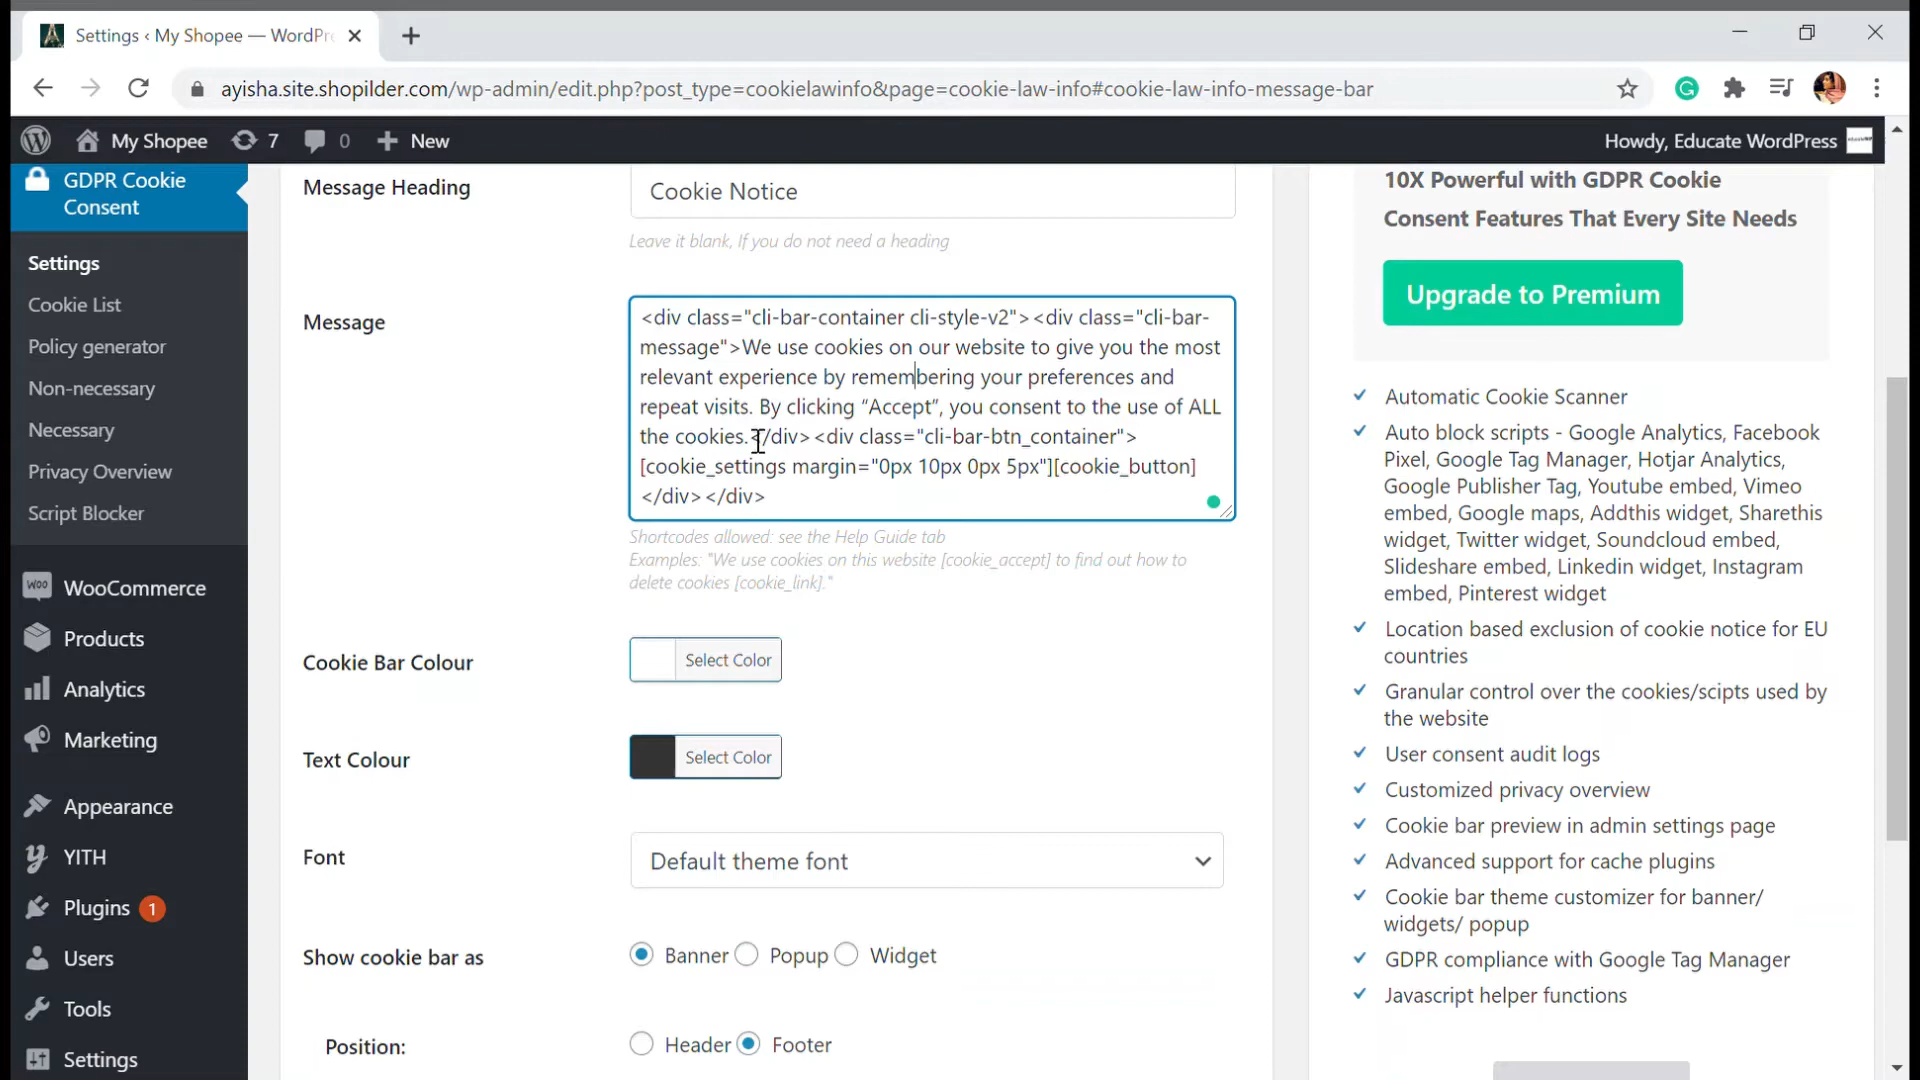 Settings ‹ My Shopee — WordPre
ayisha.site.shopilder.com/wp-admin/edit.php?post_type=cookielawinfo&page=cookie-law-info#cookie-law-info-message-bar
My Shopee
7
0
New
Howdy, Educate WordPress
GDPR Cookie
Consent
Settings
Cookie List
Policy generator
Non-necessary
Necessary
Privacy Overview
Script Blocker
WOO
WooCommerce
Products
Analytics
Marketing
Appearance
YITH
Plugins 1
Users
Tools
Settings
Message Heading
Cookie Notice
Leave it blank, If you do not need a heading
Message
<div class="cli-bar-container cli-style-v2"><div class="cli-bar-
message">We use cookies on our website to give you the most
relevant experience by remembering your preferences and
repeat visits. By clicking “Accept”, you consent to the use of ALL
the cookies.</div><div class="cli-bar-btn_container">
[cookie_settings margin="0px 10px 0px 5px"][cookie_button]
</div></div>
Shortcodes allowed: see the Help Guide tab
Examples: "We use cookies on this website [cookie_accept] to find out how to
delete cookies [cookie_link]."
Cookie Bar Colour
Select Color
Text Colour
Select Color
Font
Default theme font
Show cookie bar as
Banner Popup Widget
Position:
Header Footer
10X Powerful with GDPR Cookie
Consent Features That Every Site Needs
Upgrade to Premium
Automatic Cookie Scanner
Auto block scripts - Google Analytics, Facebook
Pixel, Google Tag Manager, Hotjar Analytics,
Google Publisher Tag, Youtube embed, Vimeo
embed, Google maps, Addthis widget, Sharethis
widget, Twitter widget, Soundcloud embed,
Slideshare embed, Linkedin widget, Instagram
embed, Pinterest widget
Location based exclusion of cookie notice for EU
countries
Granular control over the cookies/scipts used by
the website
User consent audit logs
Customized privacy overview
Cookie bar preview in admin settings page
Advanced support for cache plugins
Cookie bar theme customizer for banner/
widgets/ popup
GDPR compliance with Google Tag Manager
Javascript helper functions